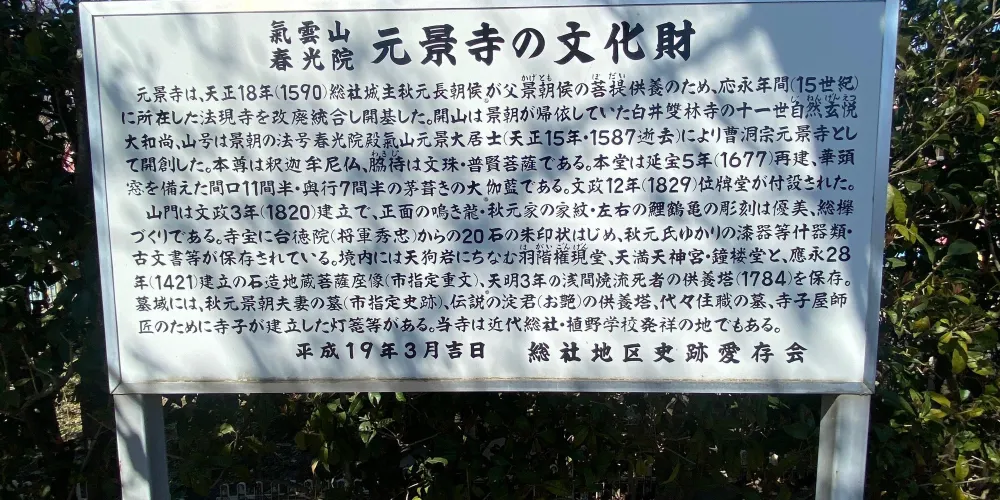 氣雲山
春光院
元景寺の文化財
元景寺は、天正18年(1590)総社城主秋元長朝候が父景朝候の菩提供養のため、応永年間(15世紀)
に所在した法現寺を改廃統合し開基した。開山は景朝が帰依していた白井雙林寺の十一世自然玄悦
大和尚、山号は景朝の法号春光院殿氣山元景大居士(天正15年・1587逝去)により曹洞宗元景寺とし
て開創した。本尊は釈迦牟尼仏、脇待は文珠・普賢菩薩である。本堂は延宝5年(1677)再建、華頭
窓を備えた間口11間半・奥行7間半の茅葺きの大伽藍である。文政12年(1829)位牌堂が付設された。
山門は文政3年(1820)建立で、正面の鳴き龍・秋元家の家紋・左右の鯉鶴亀の彫刻は優美、総欅
づくりである。寺宝に台徳院(将軍秀忠)からの20石の朱印状はじめ、秋元氏ゆかりの漆器等什器類・
古文書等が保存されている。境内には天狗岩にちなむ羽階権現堂、天満天神宮・鐘楼堂と、應永28
年(1421)建立の石造地蔵菩薩座像(市指定重文)、天明3年の浅間焼流死者の供養塔(1784)を保存。
墓域には、秋元景朝夫妻の墓(市指定史跡)、伝説の淀君(お艶)の供養塔、代々住職の墓、寺子屋師
匠のために寺子が建立した灯篭等がある。当寺は近代総社・植野学校発祥の地でもある。
平成19年3月吉日 総社地区史跡愛存会